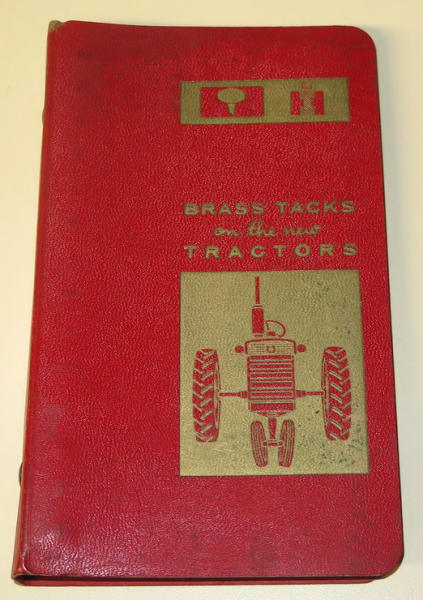 BRASS TACKS
on the new
TRACTORS